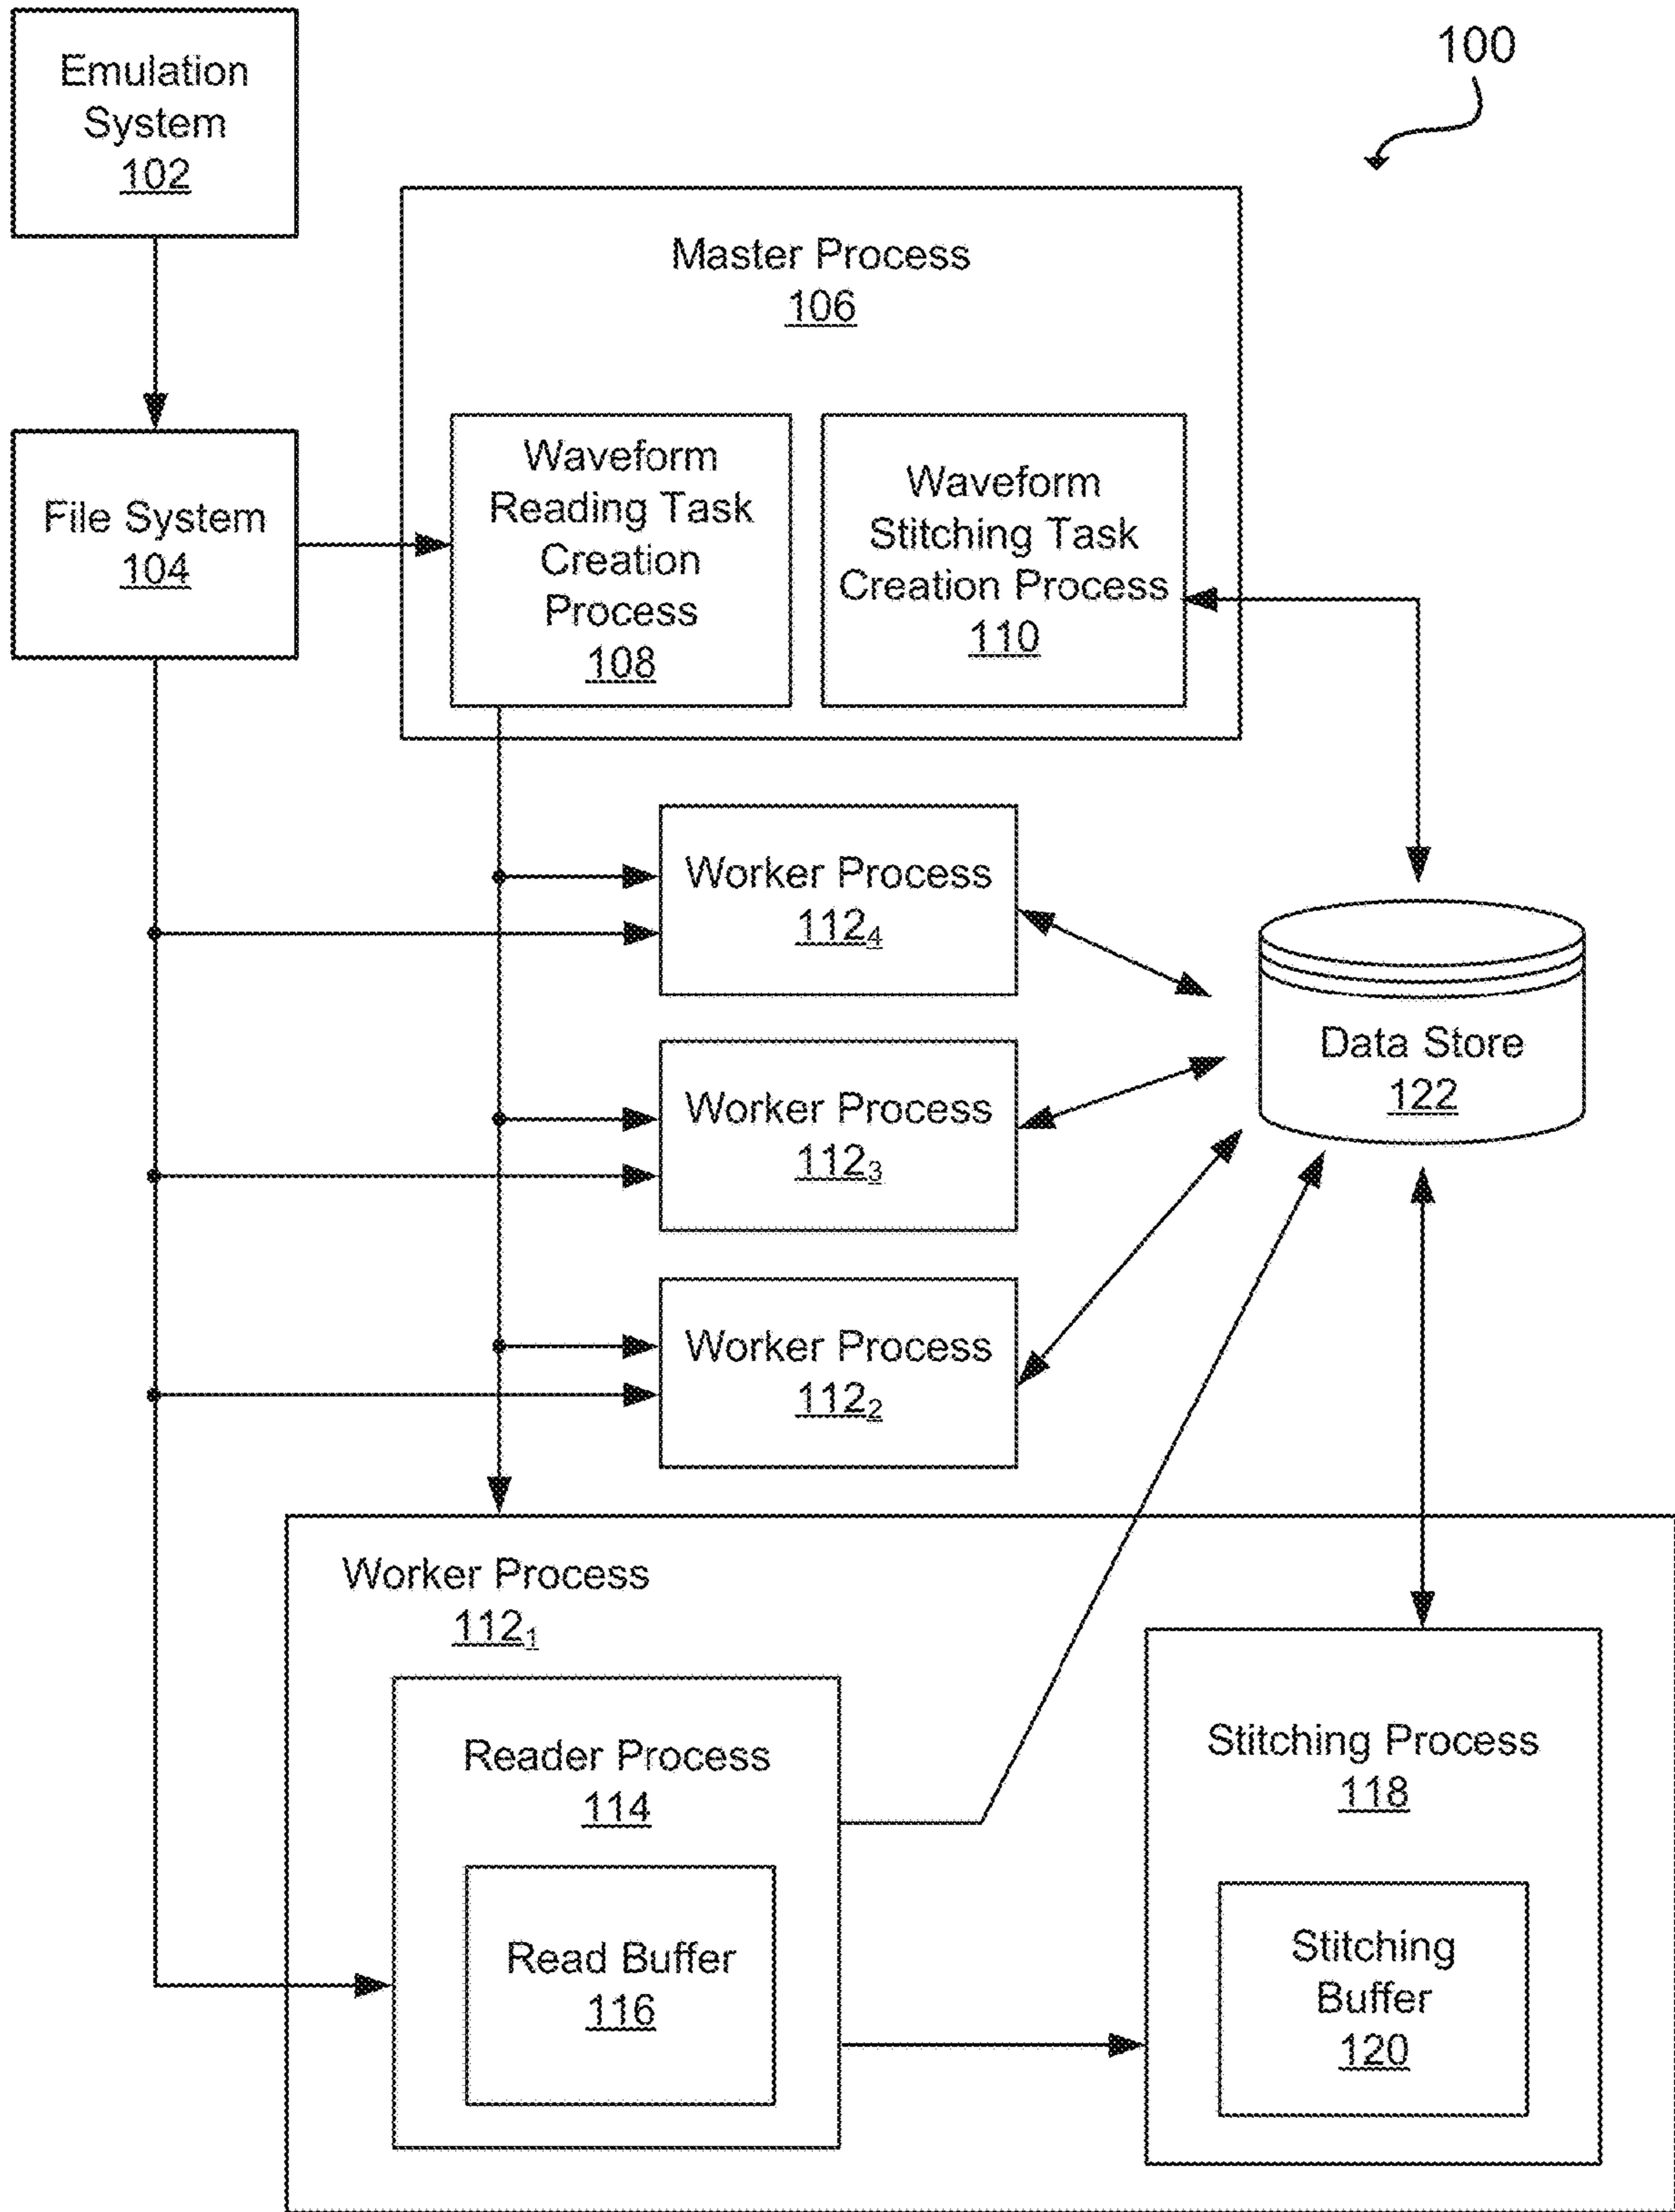 100
Emulation
System
102
Master Process
106
File System
104
Waveform
Reading Task
Creation
Process
108
Waveform
Stitching Task
Creation Process
110
Worker Process
112₄
Worker Process
112₃
Worker Process
112₂
Data Store
122
Worker Process
112₁
Reader Process
114
Read Buffer
116
Stitching Process
118
Stitching
Buffer
120